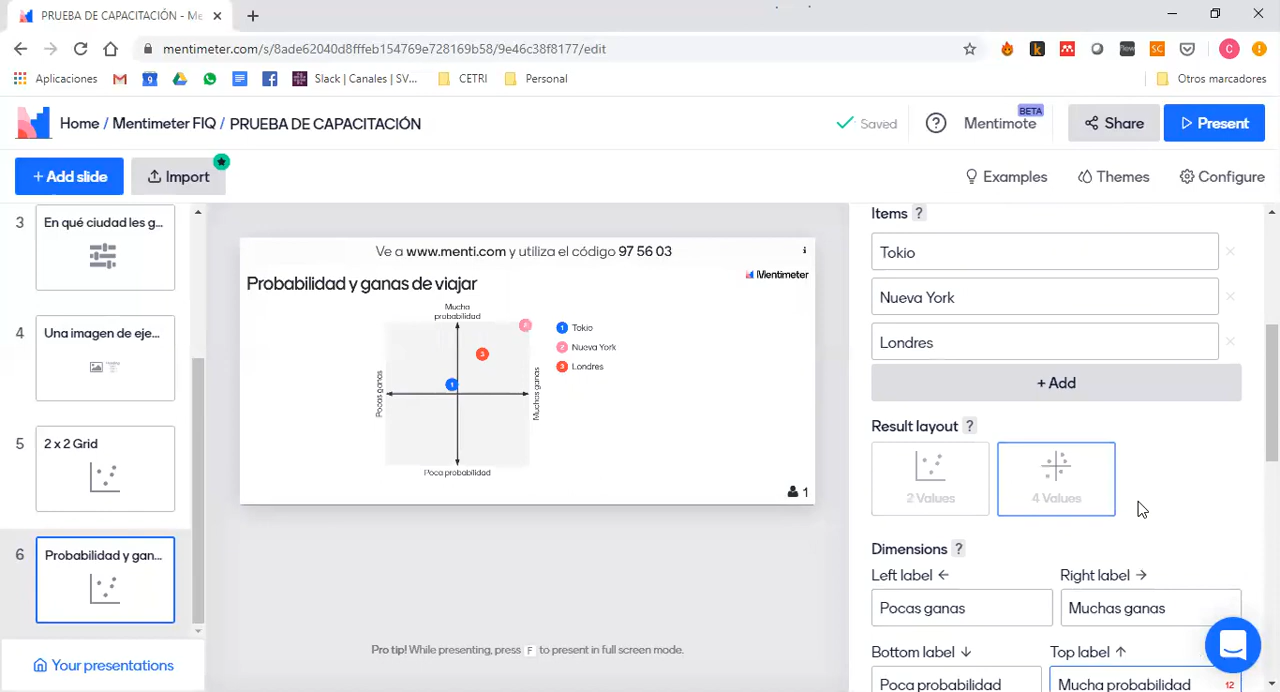 PRUEBA DE CAPACITACIÓN - Me
mentimeter.com/s/8ade62040d8fffeb154769e728169b58/9e46c38f8177/edit
Aplicaciones
Slack | Canales | SV...
CETRI
Personal
Otros marcadores
Home / Mentimeter FIQ / PRUEBA DE CAPACITACIÓN
Saved
?
Mentimote
BETA
Share
Present
+ Add slide
Import
Examples
Themes
Configure
3
En qué ciudad les g...
4
Una imagen de eje...
5
2 x 2 Grid
6
Probabilidad y gan...
Your presentations
Ve a www.menti.com y utiliza el código 97 56 03
Mentimeter
Probabilidad y ganas de viajar
Mucha
probabilidad
Pocas ganas
Muchas ganas
Poca probabilidad
1
2
3
1 Tokio
2 Nueva York
3 Londres
1
Pro tip! While presenting, press F to present in full screen mode.
Items ?
Tokio
Nueva York
Londres
+ Add
Result layout ?
2 Values
4 Values
Dimensions ?
Left label ←
Right label →
Pocas ganas
Muchas ganas
Bottom label ↓
Top label ↑
Poca probabilidad
Mucha probabilidad
12